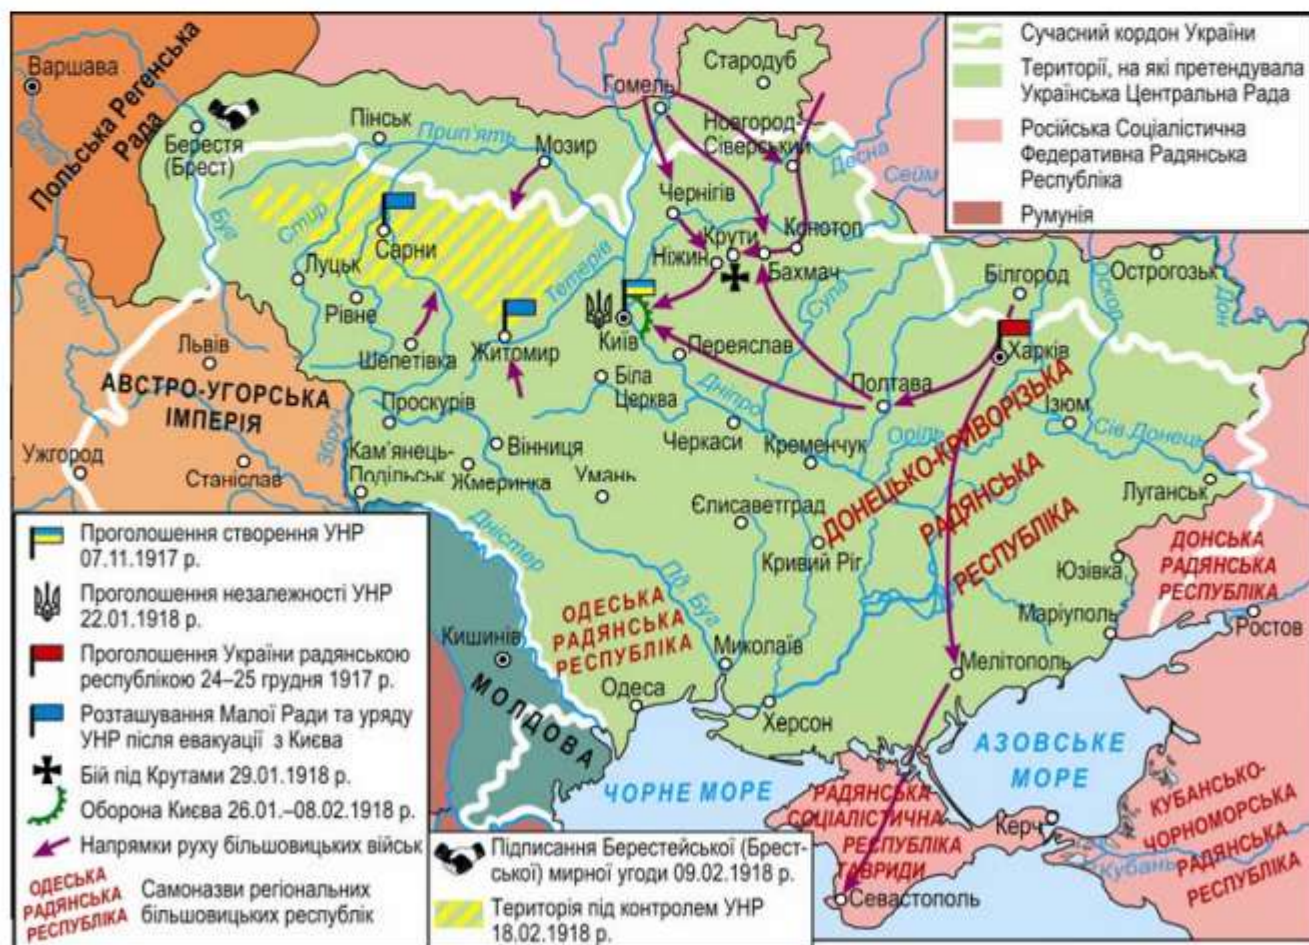 Сучасний кордон України
Території, на які претендувала
Українська Центральна Рада
Російська Соціалістична
Федеративна Радянська
Республіка
Румунія
Варшава
Вісла
Польська Регенська
Рада
Берестя
(Брест)
Буг
Пінськ
Прип'ять
Мозир
Гомель
Стародуб
Новгород-
Сіверський
Десна
Сейм
Чернігів
Крути
Конотоп
Ніжин
Бахмач
Стир
Сарни
Луцьк
Рівне
Тетерів
Супа
Білгород
Оскол
Острогозьк
Дон
Сян
Шепетівка
Житомир
Київ
Переяслав
Харків
Львів
АВСТРО-УГОРСЬКА
ІМПЕРІЯ
Збруч
Проскурів
Біла
Церква
Дніпро
Полтава
Ізюм
Сів.Донець
Оріль
Черкаси
Кременчук
Вінниця
Ужгород
Станіслав
Кам'янець-
Подільськ
Жмеринка
Умань
Єлисаветград
Луганськ
ДОНЕЦЬКО-КРИВОРІЗЬКА
РАДЯНСЬКА
РЕСПУБЛІКА
Дністер
Пд.Буг
Кривий Ріг
Юзівка
ДОНСЬКА
РАДЯНСЬКА
РЕСПУБЛІКА
Ростов
Маріуполь
ОДЕСЬКА
РАДЯНСЬКА
РЕСПУБЛІКА
Кишинів
МОЛДОВА
Миколаїв
Мелітополь
Одеса
Херсон
АЗОВСЬКЕ
МОРЕ
ЧОРНЕ МОРЕ
РАДЯНСЬКА
СОЦІАЛІСТИЧНА
РЕСПУБЛІКА
ТАВРИДИ
Керч
Севастополь
КУБАНСЬКО-
ЧОРНОМОРСЬКА
РАДЯНСЬКА
РЕСПУБЛІКА
Кубань
Проголошення створення УНР
07.11.1917 р.
Проголошення незалежності УНР
22.01.1918 р.
Проголошення України радянською
республікою 24–25 грудня 1917 р.
Розташування Малої Ради та уряду
УНР після евакуації з Києва
Бій під Крутами 29.01.1918 р.
Оборона Києва 26.01.–08.02.1918 р.
Напрямки руху більшовицьких військ
ОДЕСЬКА
РАДЯНСЬКА
РЕСПУБЛІКА
Самоназви регіональних
більшовицьких республік
Підписання Берестейської (Брест-
ської) мирної угоди 09.02.1918 р.
Територія під контролем УНР
18.02.1918 р.